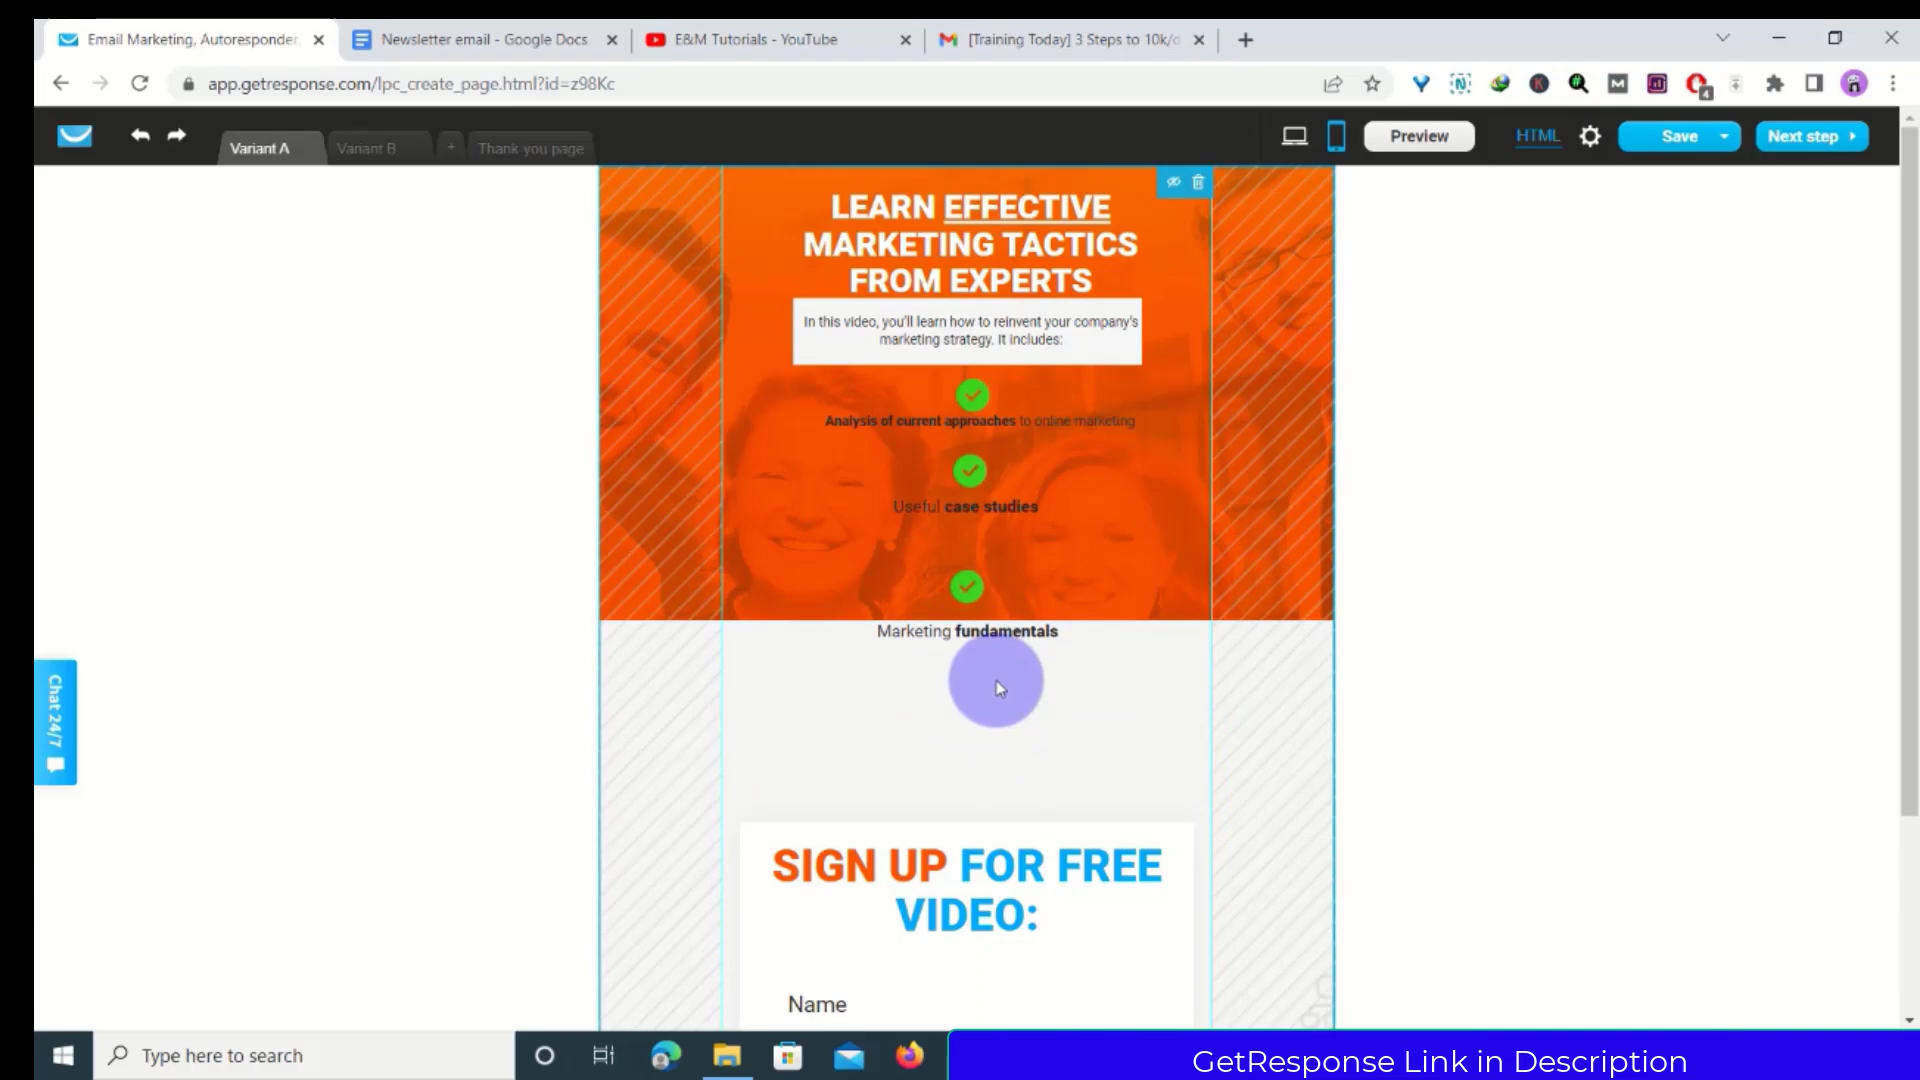 Email Marketing, Autoresponder,
Newsletter email - Google Docs
E&M Tutorials - YouTube
[Training Today] 3 Steps to 10k/d
app.getresponse.com/lpc_create_page.html?id=z98Kc
4
Variant A
Variant B
+
Thank you page
Preview
HTML
Save
Next step
LEARN EFFECTIVE
MARKETING TACTICS
FROM EXPERTS
In this video, you'll learn how to reinvent your company's
marketing strategy. It includes:
Analysis of current approaches to online marketing
Useful case studies
Marketing fundamentals
Chat 24/7
SIGN UP FOR FREE
VIDEO:
Name
Type here to search
GetResponse Link in Description